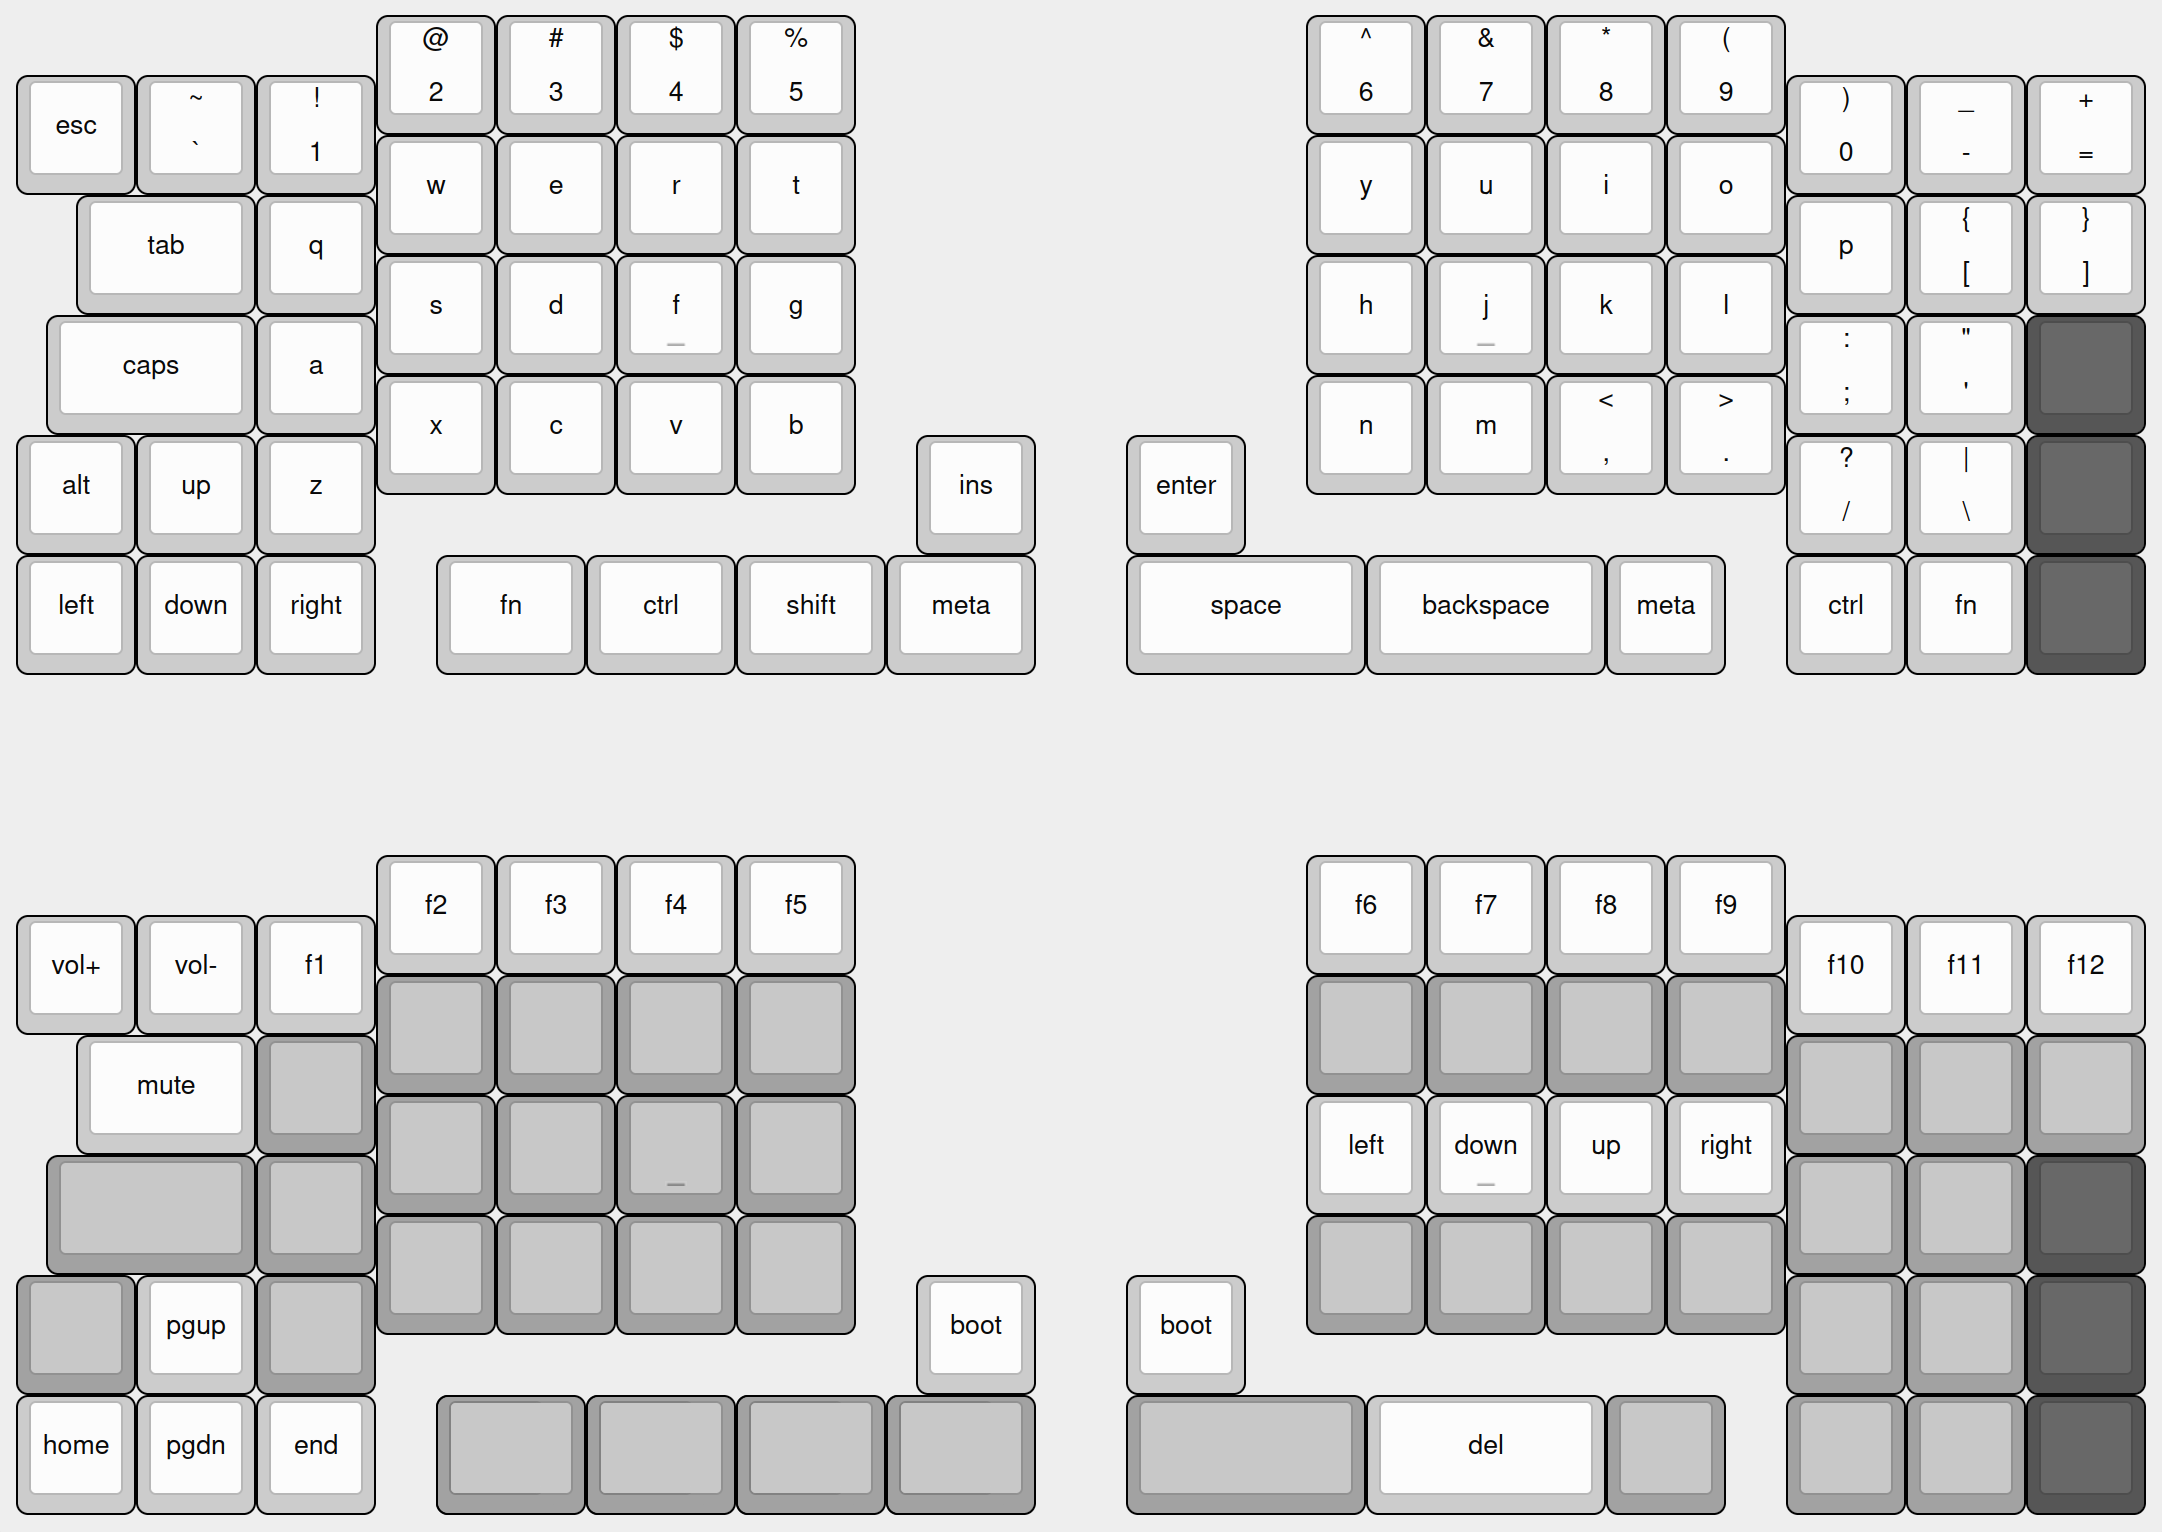 @ # $ % ^ & * (
2 3 4 5 6 7 8 9
~ ! ) _ +
esc
` 1 0 - =
w e r t y u i o
tab q p { }
[ ]
s d f g h j k l
_ _
caps a : "
; '
x c v b n m < >
, .
alt up z ins enter ? |
/ \
left down right fn ctrl shift meta space backspace meta ctrl fn
f2 f3 f4 f5 f6 f7 f8 f9
vol+ vol- f1 f10 f11 f12
mute
left down up right
_ _
pgup boot boot
home pgdn end del